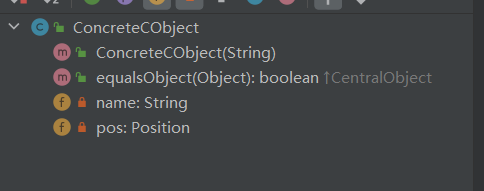 ConcreteCObject
ConcreteCObject(String)
equalsObject(Object): boolean ↑CentralObject
name: String
pos: Position